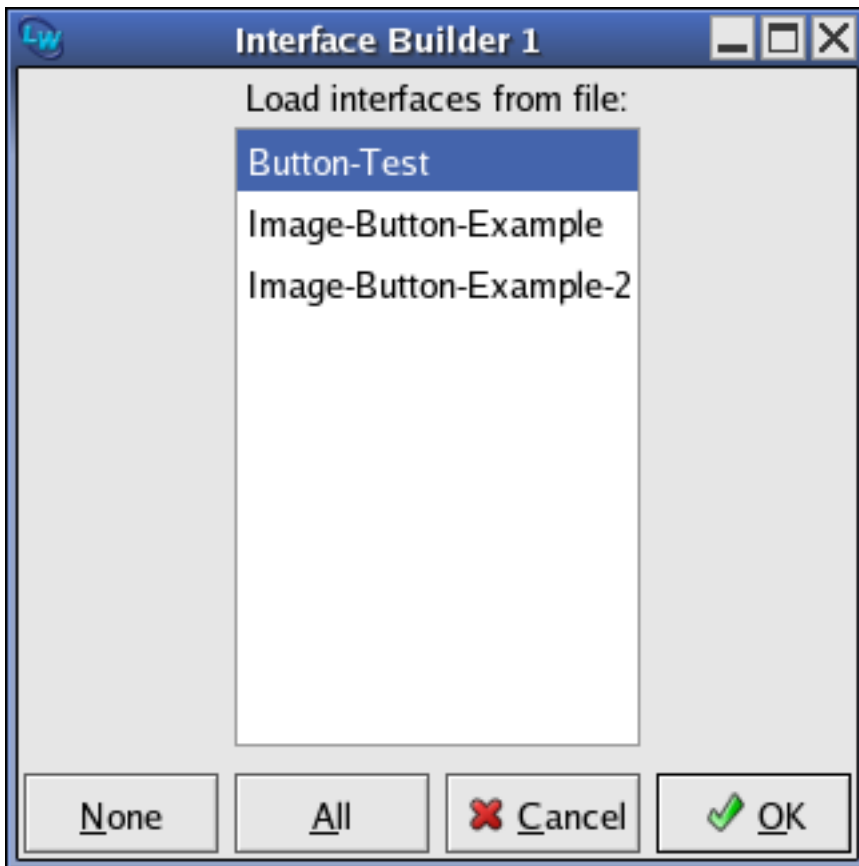 LW
Interface Builder 1
Load interfaces from file:
Button-Test
Image-Button-Example
Image-Button-Example-2
None
All
Cancel
OK